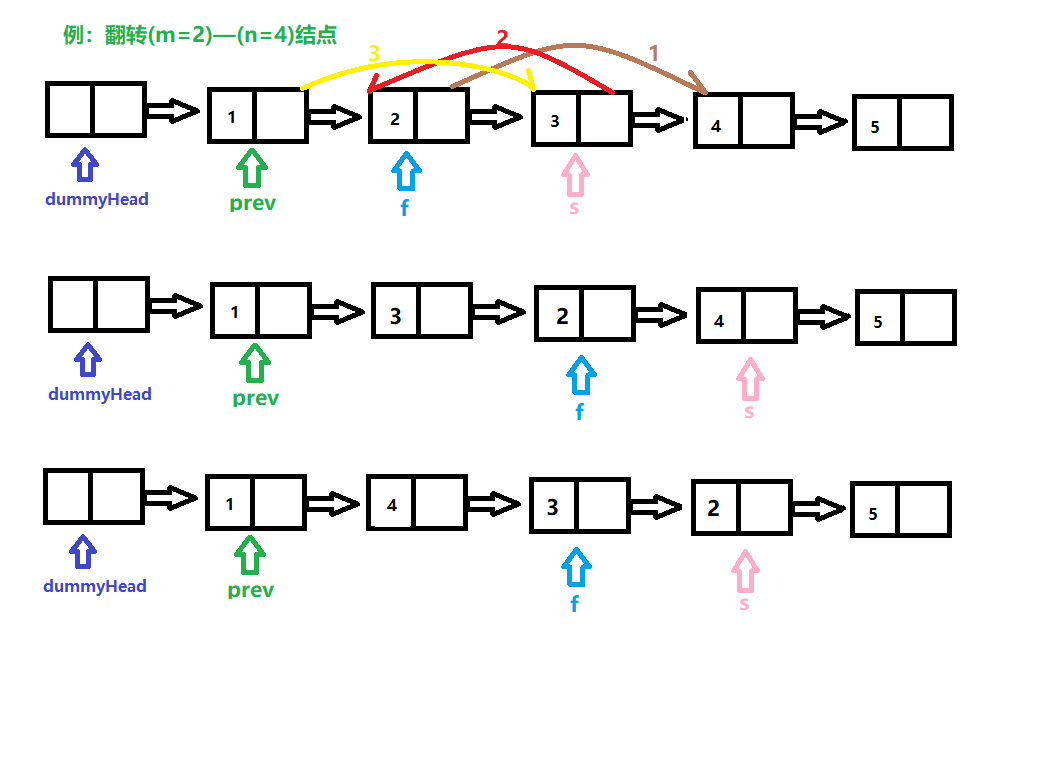 例：翻转(m=2)—(n=4)结点
3 2 1
1 2 3 4 5
dummyHead prev f s
1 3 2 4 5
dummyHead prev f s
1 4 3 2 5
dummyHead prev f s